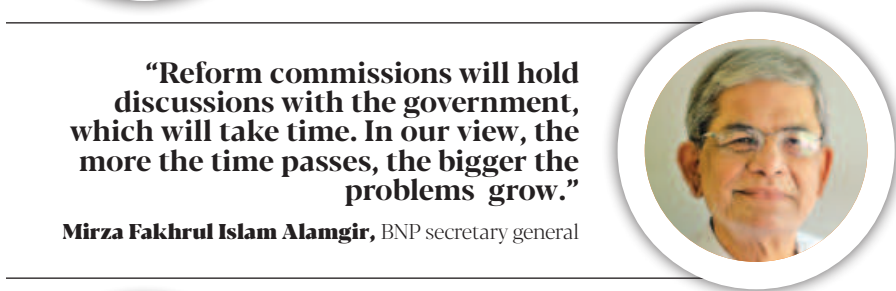 “Reform commissions will hold
discussions with the government,
which will take time. In our view, the
more the time passes, the bigger the
problems grow.”
Mirza Fakhrul Islam Alamgir, BNP secretary general